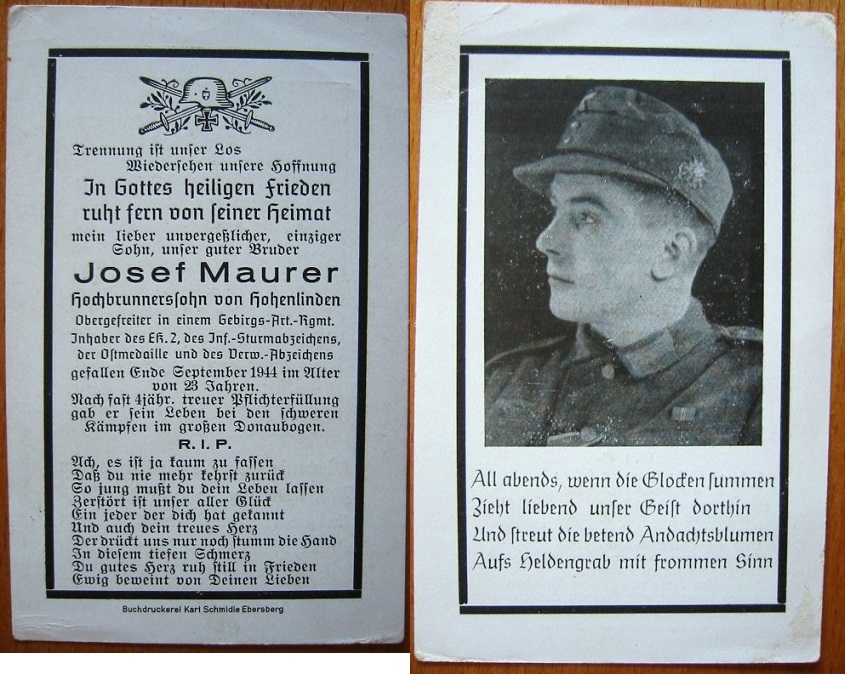 Trennung ist unser Los
Wiedersehen unsere Hoffnung
In Gottes heiligen Frieden
ruht fern von seiner Heimat
mein lieber unvergeßlicher, einziger
Sohn, unser guter Bruder
Josef Maurer
Hochbrunnerssohn von Hohenlinden
Obergefreiter in einem Gebirgs-Art.-Rgmt.
Inhaber des EK. 2, des Inf.-Sturmabzeichens,
der Ostmedaille und des Verw.-Abzeichens
gefallen Ende September 1944 im Alter
von 23 Jahren.
Nach fast 4jähr. treuer Pflichterfüllung
gab er sein Leben bei den schweren
Kämpfen im großen Donaubogen.
R. I. P.
Ach, es ist ja kaum zu fassen
Daß du nie mehr kehrst zurück
So jung mußt du dein Leben lassen
Zerstört ist unser aller Glück
Ein jeder der dich hat gekannt
Und auch dein treues Herz
Der drückt uns nur noch stumm die Hand
In diesem tiefen Schmerz
Du gutes Herz ruh still in Frieden
Ewig beweint von Deinen Lieben
Buchdruckerei Karl Schmidle Ebersberg
All abends, wenn die Glocken summen
Zieht liebend unser Geist dorthin
Und streut die betend Andachtsblumen
Aufs Heldengrab mit frommen Sinn